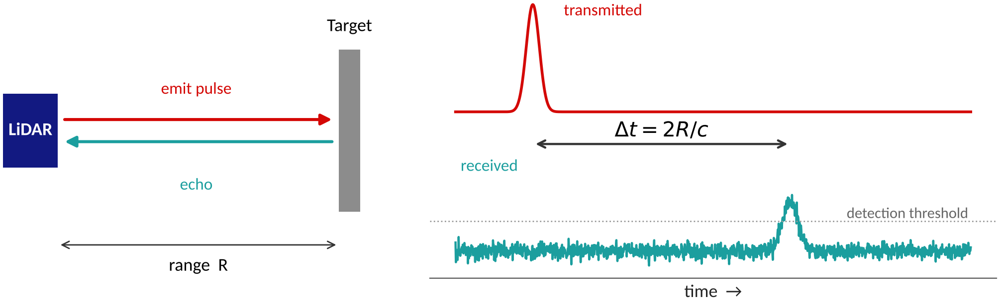 Target
emit pulse
LiDAR
echo
range R
transmitted
Δt = 2R/c
received
detection threshold
time →